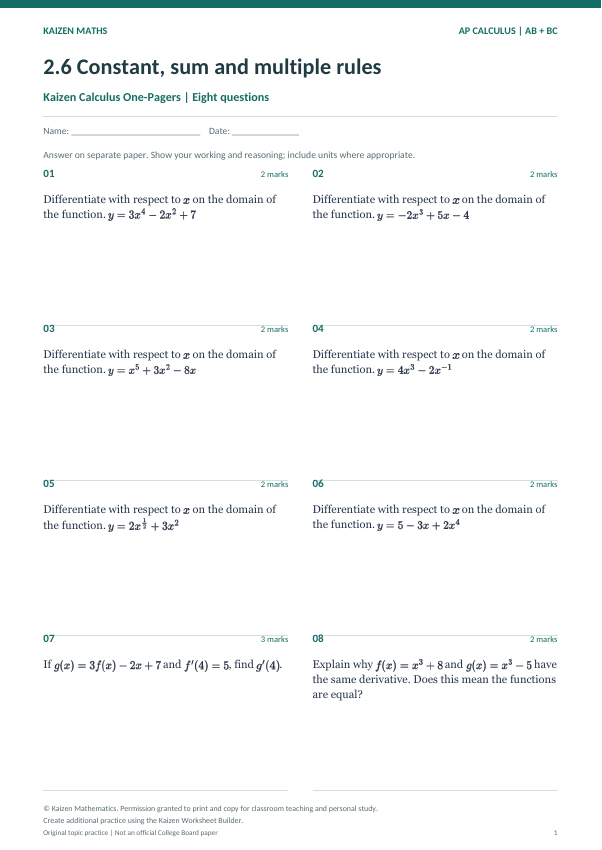 KAIZEN MATHS
AP CALCULUS | AB + BC
2.6 Constant, sum and multiple rules
Kaizen Calculus One-Pagers | Eight questions
Name: ____________________________ Date: ______________
Answer on separate paper. Show your working and reasoning; include units where appropriate.
01 2 marks
Differentiate with respect to x on the domain of
the function. y = 3x⁴ − 2x² + 7
02 2 marks
Differentiate with respect to x on the domain of
the function. y = −2x³ + 5x − 4
03 2 marks
Differentiate with respect to x on the domain of
the function. y = x⁵ + 3x² − 8x
04 2 marks
Differentiate with respect to x on the domain of
the function. y = 4x³ − 2x⁻¹
05 2 marks
Differentiate with respect to x on the domain of
the function. y = 2x^½ + 3x²
06 2 marks
Differentiate with respect to x on the domain of
the function. y = 5 − 3x + 2x⁴
07 3 marks
If g(x) = 3f(x) − 2x + 7 and f′(4) = 5, find g′(4).
08 2 marks
Explain why f(x) = x³ + 8 and g(x) = x³ − 5 have
the same derivative. Does this mean the functions
are equal?
© Kaizen Mathematics. Permission granted to print and copy for classroom teaching and personal study.
Create additional practice using the Kaizen Worksheet Builder.
Original topic practice | Not an official College Board paper
1